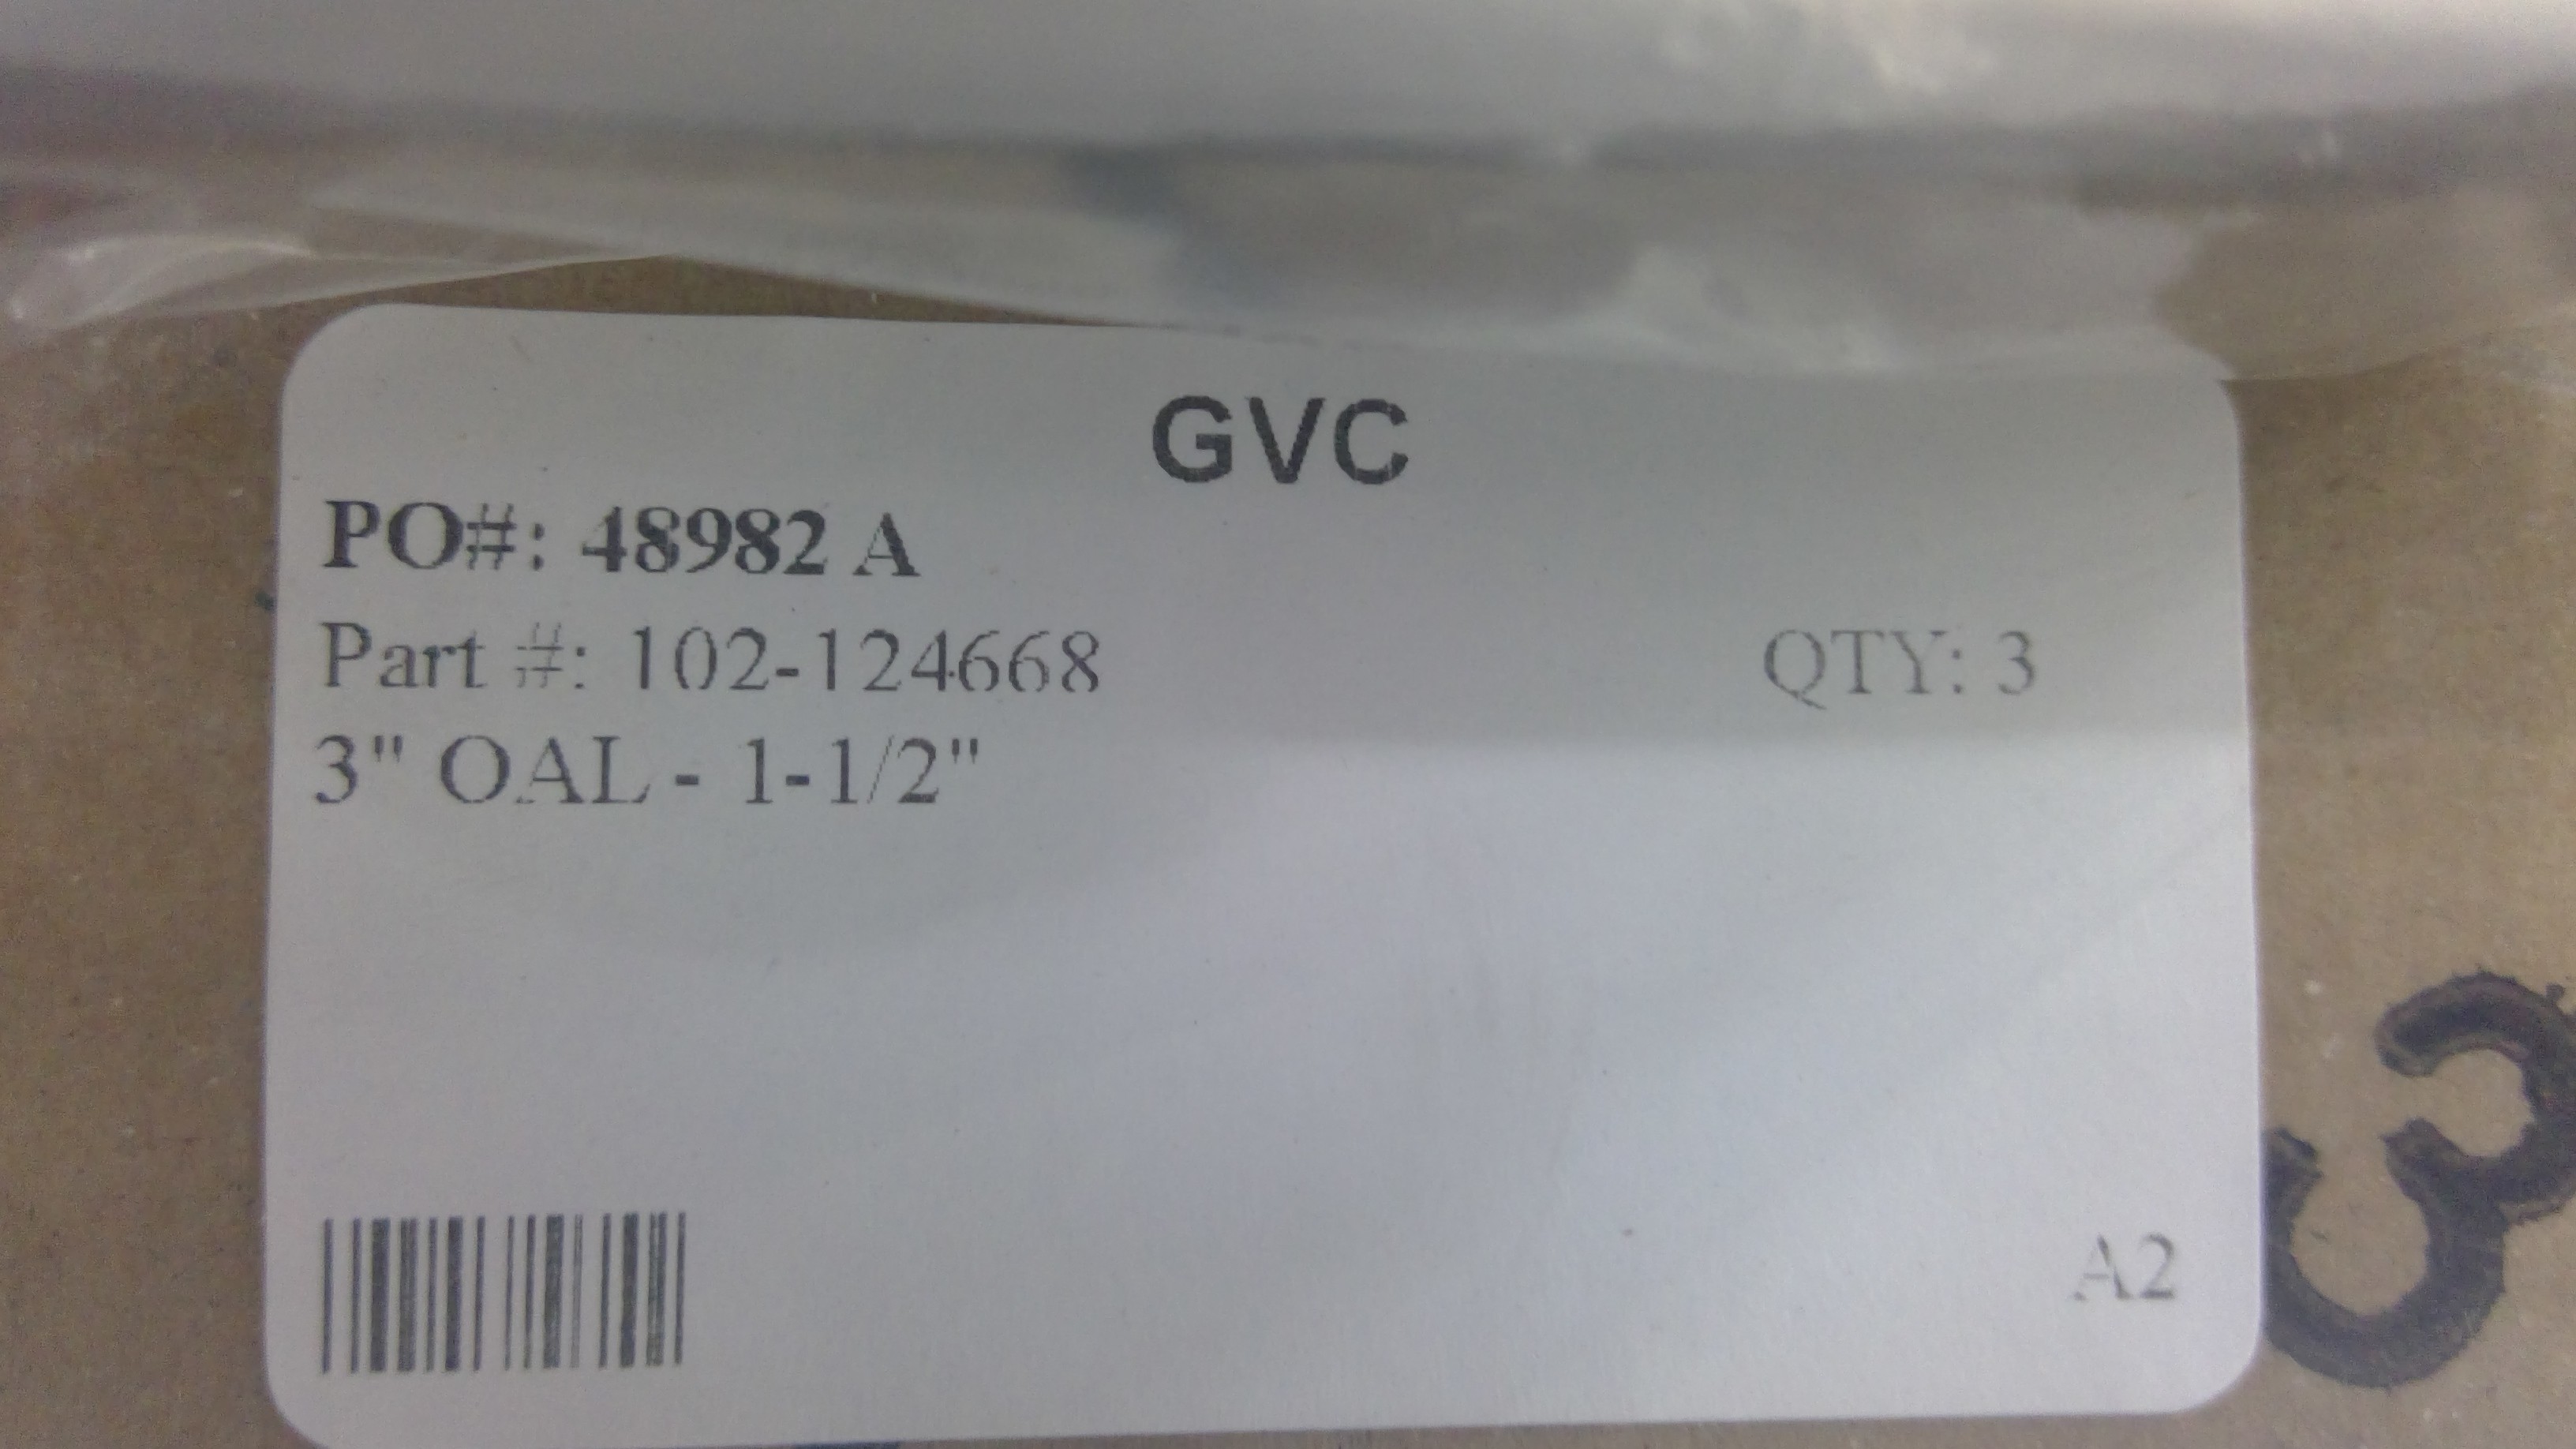 GVC
PO#: 48982 A
Part #: 102-124668 QTY: 3
3" OAL - 1-1/2"
A2
3